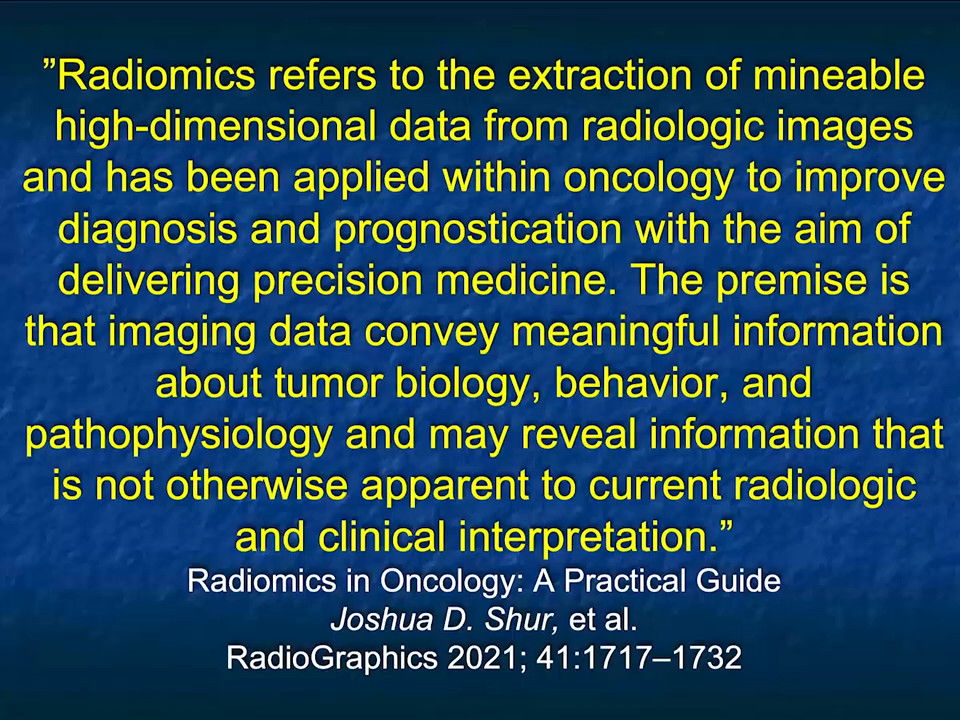 ”Radiomics refers to the extraction of mineable
high-dimensional data from radiologic images
and has been applied within oncology to improve
diagnosis and prognostication with the aim of
delivering precision medicine. The premise is
that imaging data convey meaningful information
about tumor biology, behavior, and
pathophysiology and may reveal information that
is not otherwise apparent to current radiologic
and clinical interpretation.”
Radiomics in Oncology: A Practical Guide
Joshua D. Shur, et al.
RadioGraphics 2021; 41:1717–1732